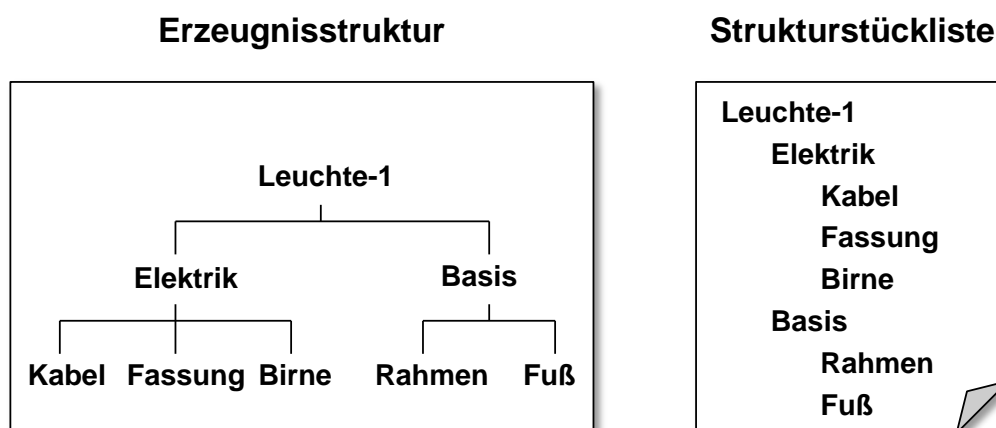 Erzeugnisstruktur
Leuchte-1
Elektrik Basis
Kabel Fassung Birne Rahmen Fuß
Strukturstückliste
Leuchte-1
Elektrik
Kabel
Fassung
Birne
Basis
Rahmen
Fuß